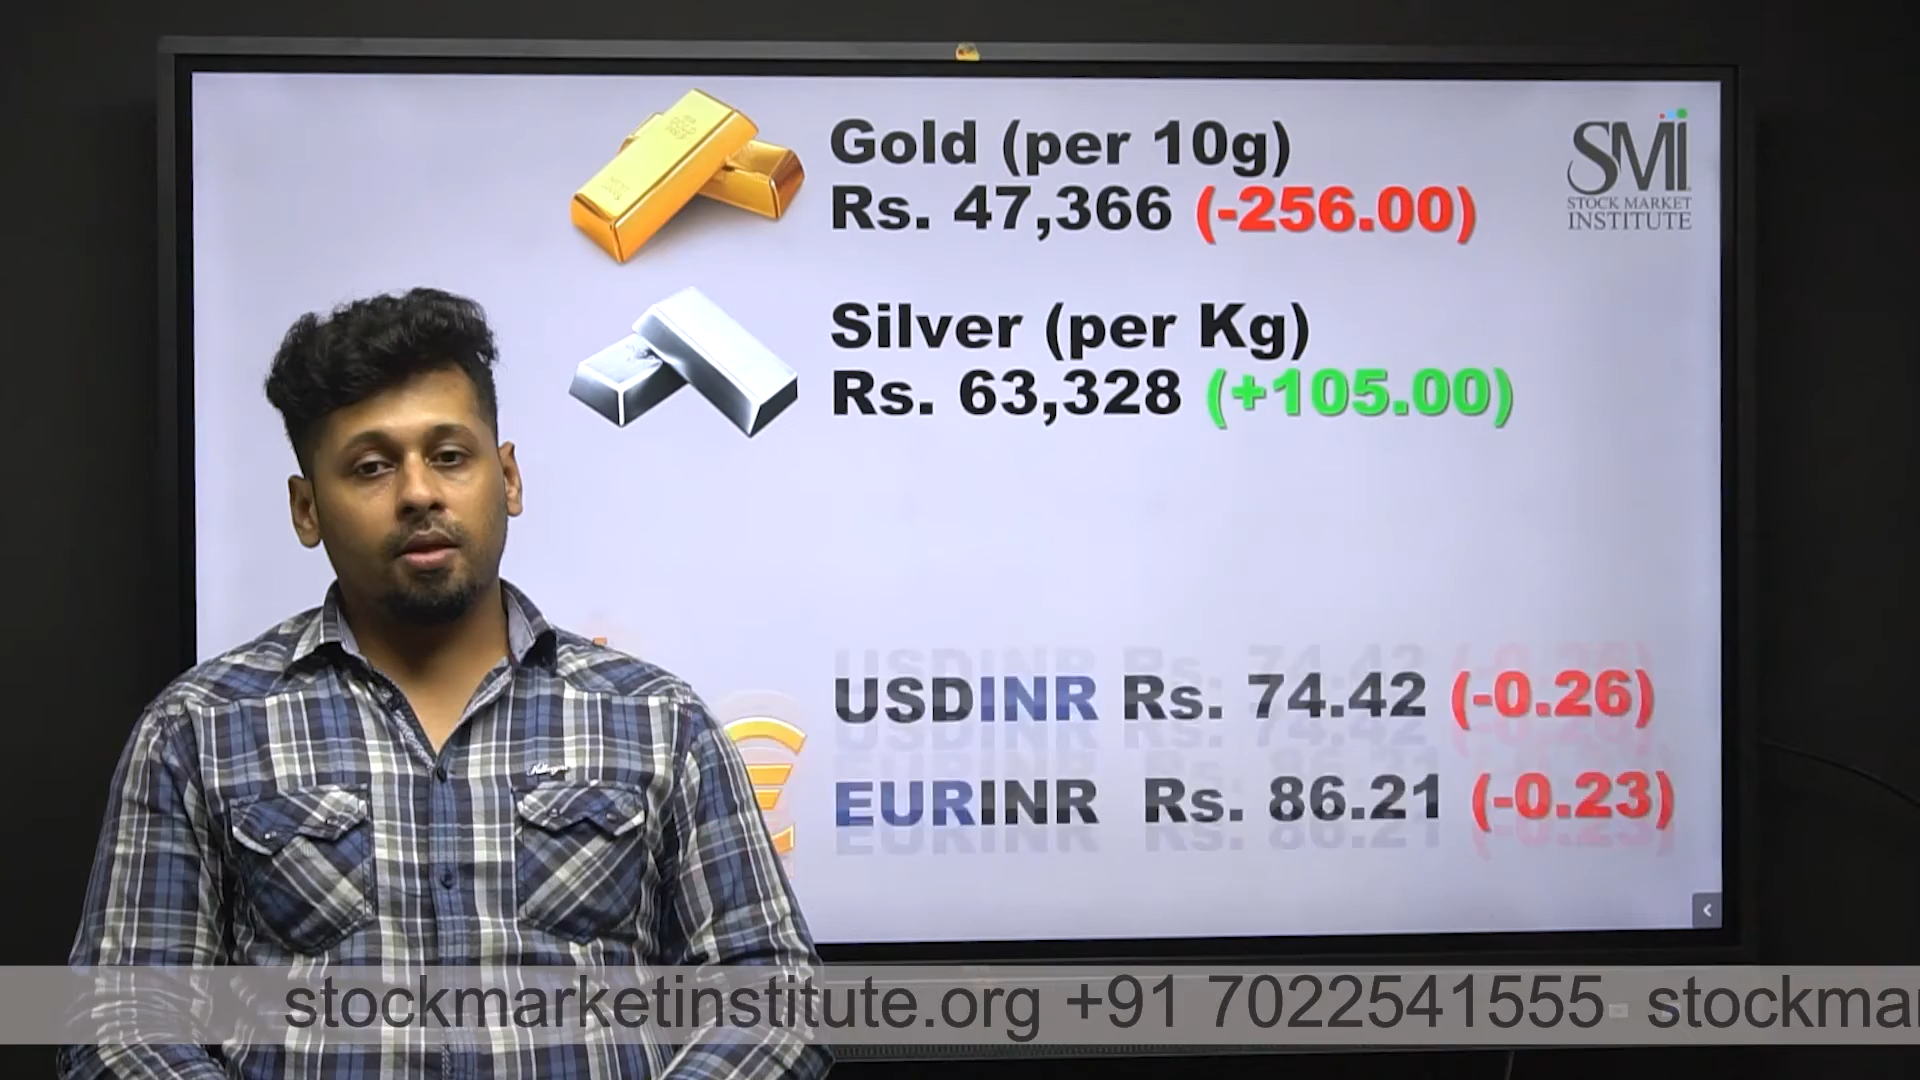 Gold (per 10g)
Rs. 47,366 (-256.00)
SMI
STOCK MARKET
INSTITUTE
Silver (per Kg)
Rs. 63,328 (+105.00)
USDINR Rs. 74.42 (-0.26)
EURINR Rs. 86.21 (-0.23)
stockmarketinstitute.org +91 7022541555 stockmar